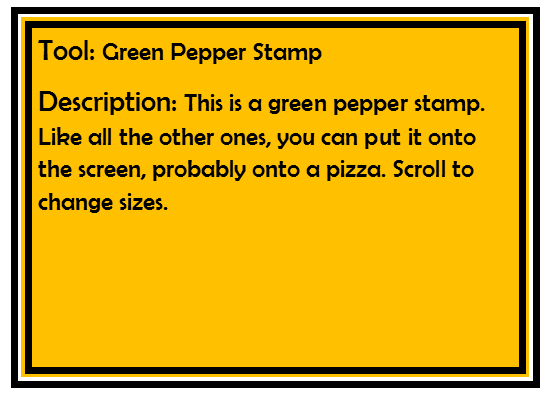 Tool: Green Pepper Stamp
Description: This is a green pepper stamp.
Like all the other ones, you can put it onto
the screen, probably onto a pizza. Scroll to
change sizes.